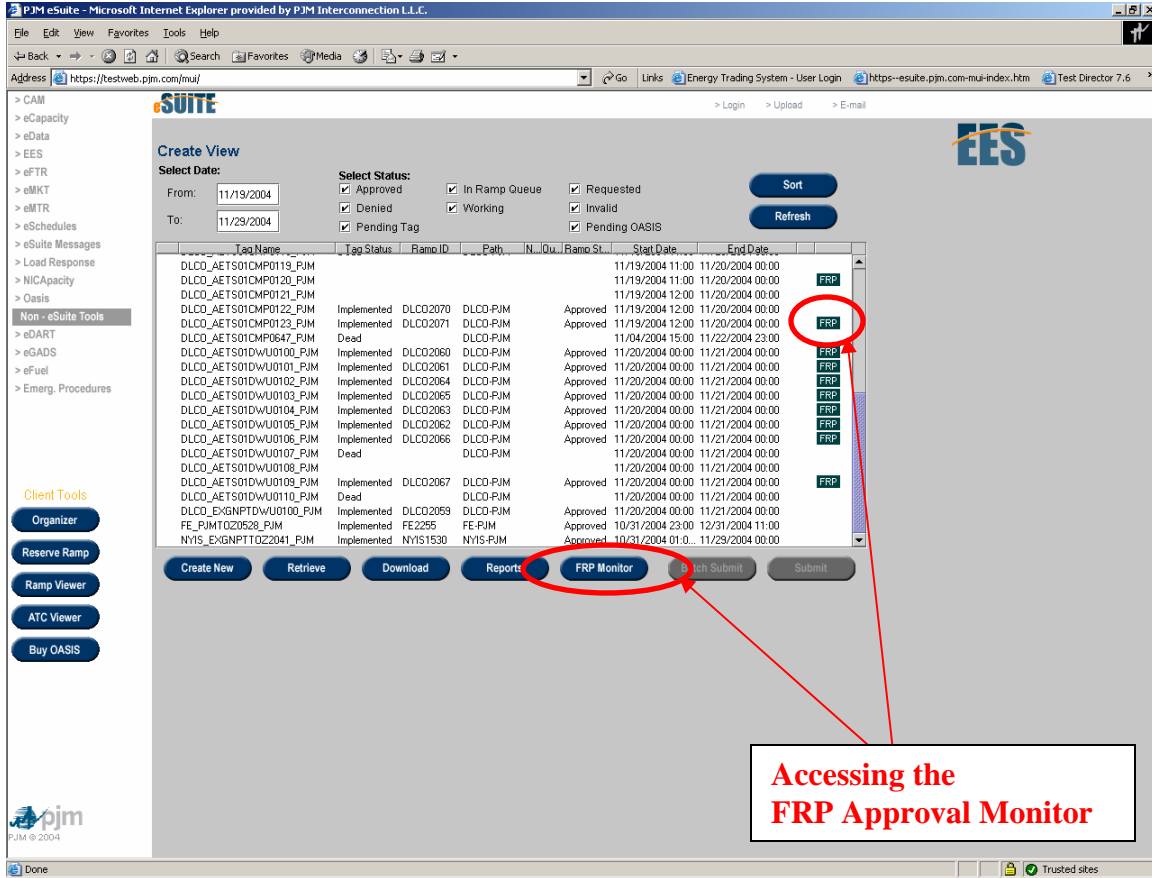 PJM eSuite - Microsoft Internet Explorer provided by PJM Interconnection L.L.C.
File Edit View Favorites Tools Help
Back Search Favorites Media
Address https://testweb.pjm.com/mui/ Go Links Energy Trading System - User Login https--esuite.pjm.com-mui-index.htm Test Director 7.6 »
> CAM
> eCapacity
> eData
> EES
> eFTR
> eMKT
> eMTR
> eSchedules
> eSuite Messages
> Load Response
> NICApacity
> Oasis
Non - eSuite Tools
> eDART
> eGADS
> eFuel
> Emerg. Procedures
Client Tools
Organizer
Reserve Ramp
Ramp Viewer
ATC Viewer
Buy OASIS
pjm
PJM © 2004
eSUITE > Login > Upload > E-mail
EES
Create View
Select Date:
From: 11/19/2004
To: 11/29/2004
Select Status:
Approved In Ramp Queue Requested
Denied Working Invalid
Pending Tag Pending OASIS
Sort
Refresh
Tag Name Tag Status Ramp ID Path N... Ou... Ramp St... Start Date End Date
DLCO_AETS01CMP0119_PJM 11/19/2004 11:00 11/20/2004 00:00
DLCO_AETS01CMP0120_PJM 11/19/2004 11:00 11/20/2004 00:00 FRP
DLCO_AETS01CMP0121_PJM 11/19/2004 12:00 11/20/2004 00:00
DLCO_AETS01CMP0122_PJM Implemented DLCO2070 DLCO-PJM Approved 11/19/2004 12:00 11/20/2004 00:00
DLCO_AETS01CMP0123_PJM Implemented DLCO2071 DLCO-PJM Approved 11/19/2004 12:00 11/20/2004 00:00 FRP
DLCO_AETS01CMP0647_PJM Dead DLCO-PJM 11/04/2004 15:00 11/22/2004 23:00
DLCO_AETS01DWU0100_PJM Implemented DLCO2060 DLCO-PJM Approved 11/20/2004 00:00 11/21/2004 00:00 FRP
DLCO_AETS01DWU0101_PJM Implemented DLCO2061 DLCO-PJM Approved 11/20/2004 00:00 11/21/2004 00:00 FRP
DLCO_AETS01DWU0102_PJM Implemented DLCO2064 DLCO-PJM Approved 11/20/2004 00:00 11/21/2004 00:00 FRP
DLCO_AETS01DWU0103_PJM Implemented DLCO2065 DLCO-PJM Approved 11/20/2004 00:00 11/21/2004 00:00 FRP
DLCO_AETS01DWU0104_PJM Implemented DLCO2063 DLCO-PJM Approved 11/20/2004 00:00 11/21/2004 00:00 FRP
DLCO_AETS01DWU0105_PJM Implemented DLCO2062 DLCO-PJM Approved 11/20/2004 00:00 11/21/2004 00:00 FRP
DLCO_AETS01DWU0106_PJM Implemented DLCO2066 DLCO-PJM Approved 11/20/2004 00:00 11/21/2004 00:00 FRP
DLCO_AETS01DWU0107_PJM Dead DLCO-PJM 11/20/2004 00:00 11/21/2004 00:00
DLCO_AETS01DWU0108_PJM 11/20/2004 00:00 11/21/2004 00:00
DLCO_AETS01DWU0109_PJM Implemented DLCO2067 DLCO-PJM Approved 11/20/2004 00:00 11/21/2004 00:00 FRP
DLCO_AETS01DWU0110_PJM Dead DLCO-PJM 11/20/2004 00:00 11/21/2004 00:00
DLCO_EXGNPTDWU0100_PJM Implemented DLCO2059 DLCO-PJM Approved 11/20/2004 00:00 11/21/2004 00:00
FE_PJMTOZ0528_PJM Implemented FE2255 FE-PJM Approved 10/31/2004 23:00 12/31/2004 11:00
NYIS_EXGNPTTOZ2041_PJM Implemented NYIS1530 NYIS-PJM Approved 10/31/2004 01:0... 11/29/2004 00:00
Create New Retrieve Download Reports FRP Monitor Batch Submit Submit
Accessing the
FRP Approval Monitor
Done Trusted sites